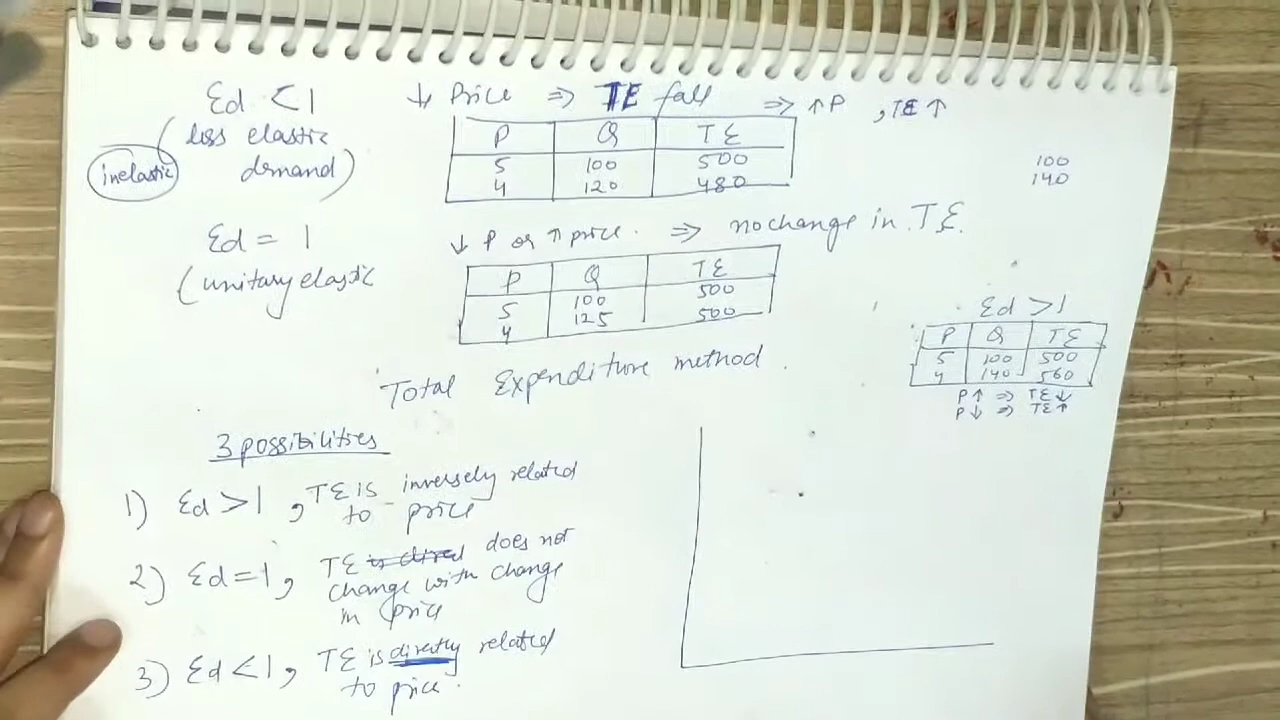 Ed < 1 ↓ Price ⇒ TE fall ⇒ ↑P, TE↑
(less elastic demand)
inelastic
P Q TE
5 100 500
4 120 480
100
140
Ed = 1 ↓ P or ↑ price. ⇒ no change in TE.
(unitary elastic
P Q TE
5 100 500
4 125 500
Ed > 1
P Q TE
5 100 500
4 140 560
P↑ ⇒ TE↓
P↓ ⇒ TE↑
Total Expenditure method
3 possibilities
1) Ed > 1, TE is inversely related
to price
2) Ed = 1, TE does not
change with change
in price
3) Ed < 1, TE is directly related
to price.